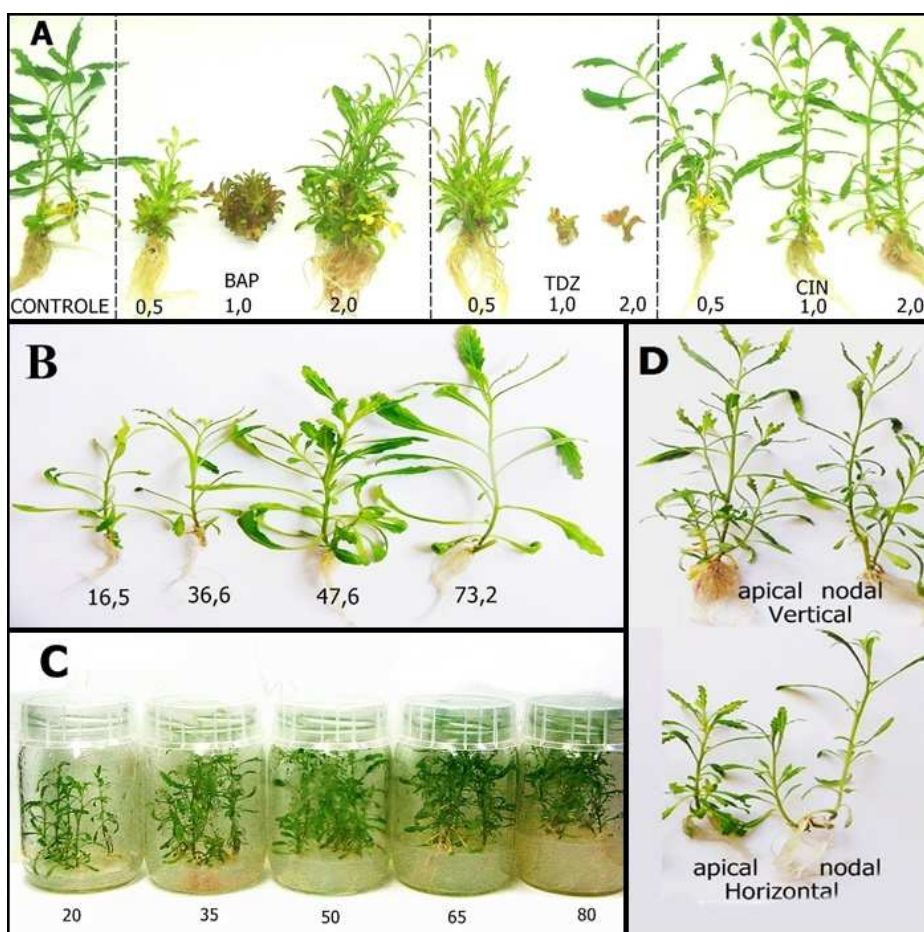 A
CONTROLE
BAP
0,5 1,0 2,0
TDZ
0,5 1,0 2,0
CIN
0,5 1,0 2,0
B
16,5 36,6 47,6 73,2
C
20 35 50 65 80
D
apical nodal
Vertical
apical nodal
Horizontal